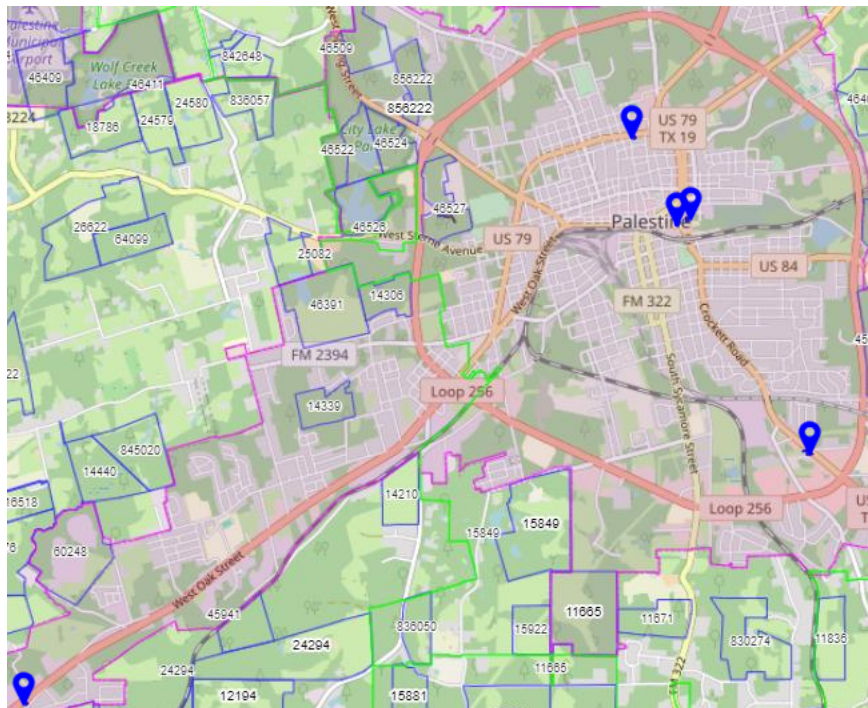 Palestine
Municipal
Airport
46409
Wolf Creek
46411
842648
West
Street
46509
856222
856222
836057
24580
24579
18786
3224
City Lake
46522
46524
US 79
TX 19
26622
64099
46526
46527
West Sterne Avenue
25082
US 79
West Oak Street
Palestine
US 84
FM 322
46391
14306
FM 2394
Crockett Road
South Sycamore Street
Loop 256
14339
845020
14440
16518
60248
14210
15849
15849
Loop 256
West Oak Street
45941
24294
24294
12194
836050
15881
15922
11665
11665
11671
FM 322
830274
11836